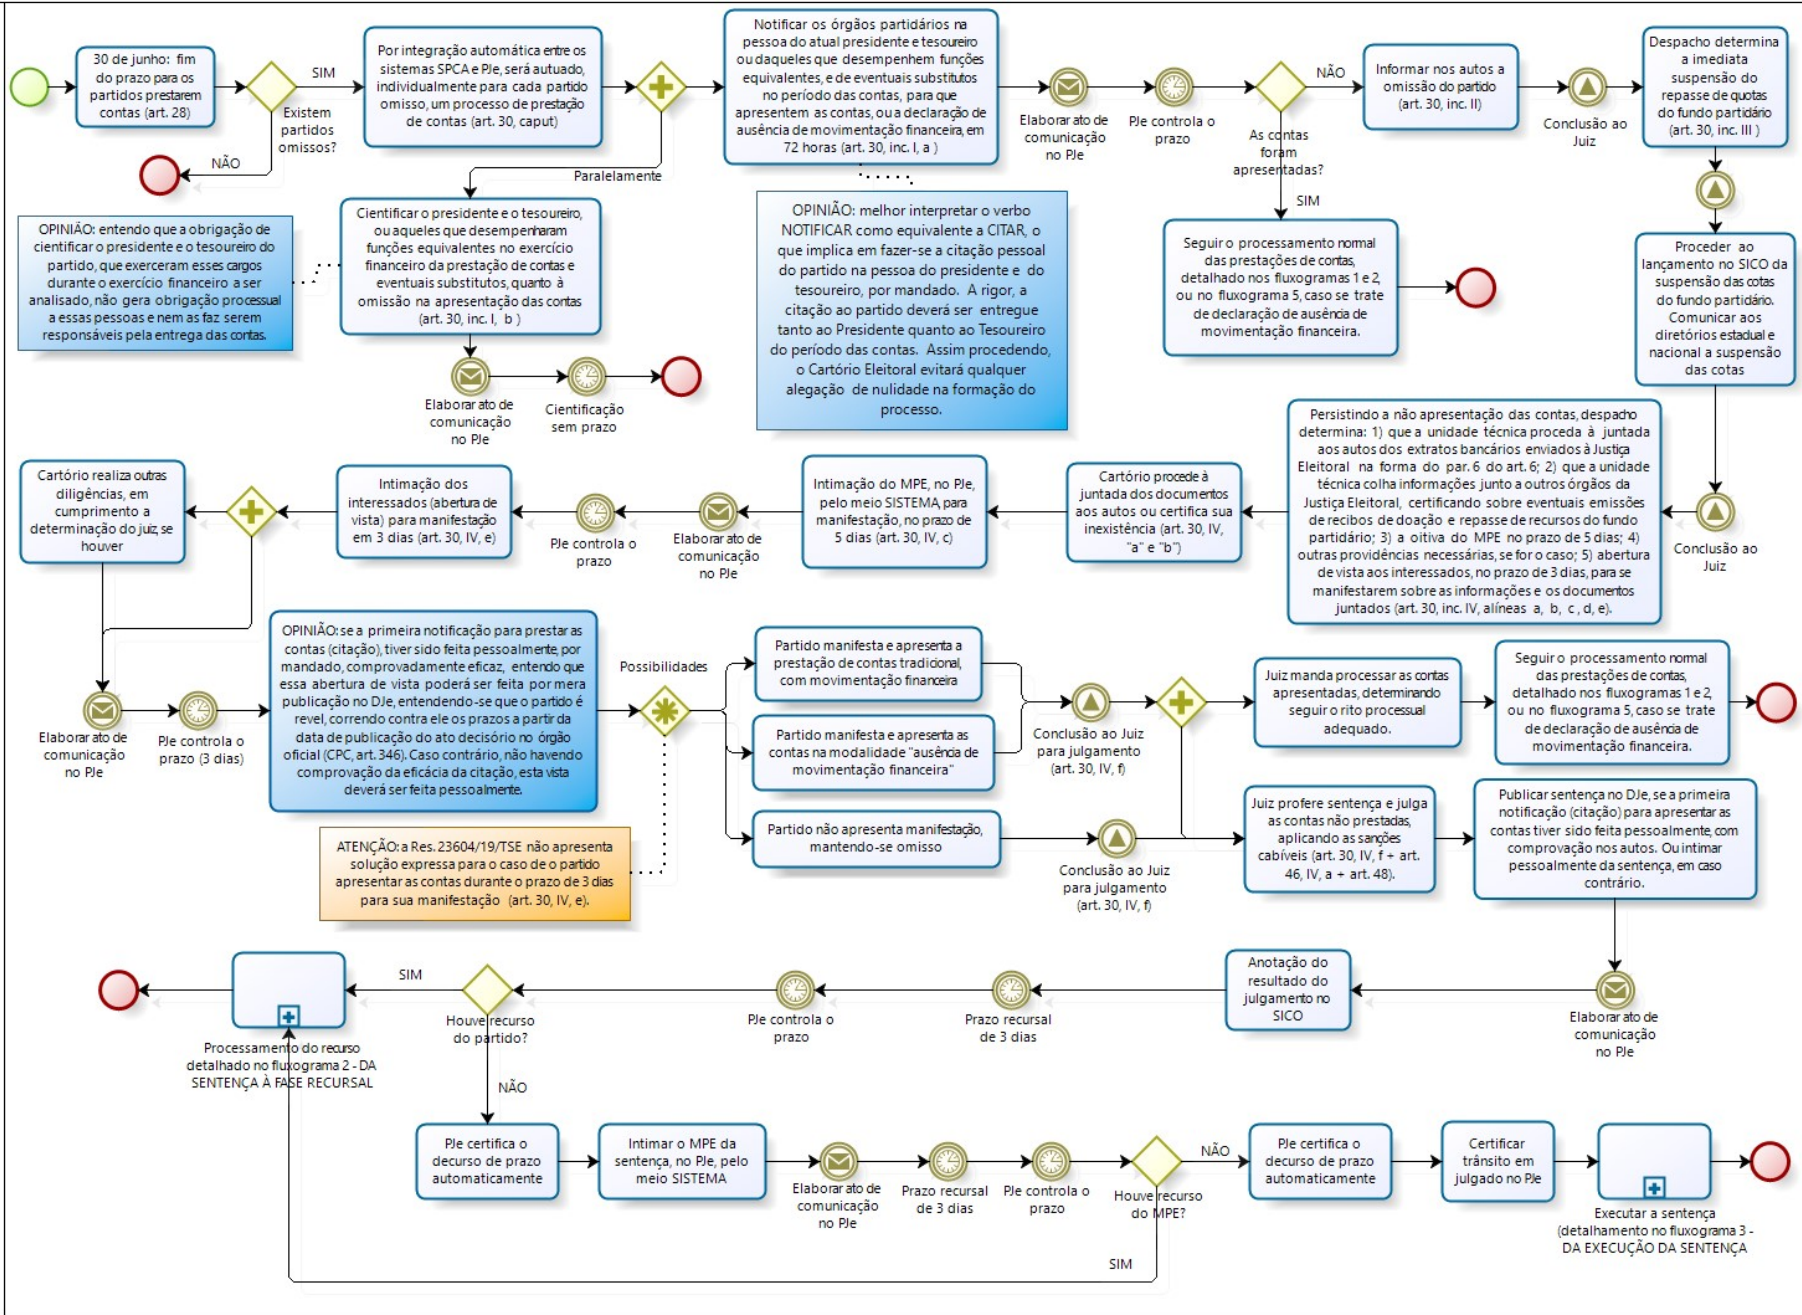 30 de junho: fim
do prazo para os
partidos prestarem
contas (art. 28)
SIM
Existem
partidos
omissos?
NÃO
Por integração automática entre os
sistemas SPCA e PJe, será autuado,
individualmente para cada partido
omisso, um processo de prestação
de contas (art. 30, caput)
Paralelamente
Notificar os órgãos partidários na
pessoa do atual presidente e tesoureiro
ou daqueles que desempenhem funções
equivalentes, e de eventuais substitutos
no período das contas, para que
apresentem as contas, ou a declaração de
ausência de movimentação financeira, em
72 horas (art. 30, inc. I, a )
Elaborar ato de
comunicação
no PJe
PJe controla o
prazo
NÃO
As contas
foram
apresentadas?
SIM
Informar nos autos a
omissão do partido
(art. 30, inc. II)
Conclusão ao
Juiz
Despacho determina
a imediata
suspensão do
repasse de quotas
do fundo partidário
(art. 30, inc. III )
OPINIÃO: entendo que a obrigação de
cientificar o presidente e o tesoureiro do
partido, que exerceram esses cargos
durante o exercício financeiro a ser
analisado, não gera obrigação processual
a essas pessoas e nem as faz serem
responsáveis pela entrega das contas.
Cientificar o presidente e o tesoureiro,
ou aqueles que desempenharam
funções equivalentes no exercício
financeiro da prestação de contas e
eventuais substitutos, quanto à
omissão na apresentação das contas
(art. 30, inc. I, b )
Elaborar ato de
comunicação
no PJe
Cientificação
sem prazo
OPINIÃO: melhor interpretar o verbo
NOTIFICAR como equivalente a CITAR, o
que implica em fazer-se a citação pessoal
do partido na pessoa do presidente e do
tesoureiro, por mandado. A rigor, a
citação ao partido deverá ser entregue
tanto ao Presidente quanto ao Tesoureiro
do período das contas. Assim procedendo,
o Cartório Eleitoral evitará qualquer
alegação de nulidade na formação do
processo.
Seguir o processamento normal
das prestações de contas,
detalhado nos fluxogramas 1 e 2,
ou no fluxograma 5, caso se trate
de declaração de ausência de
movimentação financeira.
Proceder ao
lançamento no SICO da
suspensão das cotas
do fundo partidário.
Comunicar aos
diretórios estadual e
nacional a suspensão
das cotas
Conclusão ao
Juiz
Persistindo a não apresentação das contas, despacho
determina: 1) que a unidade técnica proceda à juntada
aos autos dos extratos bancários enviados à Justiça
Eleitoral na forma do par. 6 do art. 6; 2) que a unidade
técnica colha informações junto a outros órgãos da
Justiça Eleitoral, certificando sobre eventuais emissões
de recibos de doação e repasse de recursos do fundo
partidário; 3) a oitiva do MPE no prazo de 5 dias; 4)
outras providências necessárias, se for o caso; 5) abertura
de vista aos interessados, no prazo de 3 dias, para se
manifestarem sobre as informações e os documentos
juntados (art. 30, inc. IV, alíneas a, b, c , d, e).
Cartório procede à
juntada dos documentos
aos autos ou certifica sua
inexistência (art. 30, IV,
"a" e "b")
Intimação do MPE, no PJe,
pelo meio SISTEMA, para
manifestação, no prazo de
5 dias (art. 30, IV, c)
Elaborar ato de
comunicação
no PJe
PJe controla o
prazo
Intimação dos
interessados (abertura de
vista) para manifestação
em 3 dias (art. 30, IV, e)
Cartório realiza outras
diligências, em
cumprimento a
determinação do juiz, se
houver
Elaborar ato de
comunicação
no PJe
PJe controla o
prazo (3 dias)
OPINIÃO: se a primeira notificação para prestar as
contas (citação), tiver sido feita pessoalmente, por
mandado, comprovadamente eficaz, entendo que
essa abertura de vista poderá ser feita por mera
publicação no DJe, entendendo-se que o partido é
revel, correndo contra ele os prazos a partir da
data de publicação do ato decisório no órgão
oficial (CPC, art. 346). Caso contrário, não havendo
comprovação da eficácia da citação, esta vista
deverá ser feita pessoalmente.
Possibilidades
ATENÇÃO: a Res. 23604/19/TSE não apresenta
solução expressa para o caso de o partido
apresentar as contas durante o prazo de 3 dias
para sua manifestação (art. 30, IV, e).
Partido manifesta e apresenta a
prestação de contas tradicional,
com movimentação financeira
Partido manifesta e apresenta as
contas na modalidade "ausência de
movimentação financeira"
Partido não apresenta manifestação,
mantendo-se omisso
Conclusão ao Juiz
para julgamento
(art. 30, IV, f)
Conclusão ao Juiz
para julgamento
(art. 30, IV, f)
Juiz manda processar as contas
apresentadas, determinando
seguir o rito processual
adequado.
Seguir o processamento normal
das prestações de contas,
detalhado nos fluxogramas 1 e 2,
ou no fluxograma 5, caso se trate
de declaração de ausência de
movimentação financeira.
Juiz profere sentença e julga
as contas não prestadas,
aplicando as sanções
cabíveis (art. 30, IV, f + art.
46, IV, a + art. 48).
Publicar sentença no DJe, se a primeira
notificação (citação) para apresentar as
contas tiver sido feita pessoalmente, com
comprovação nos autos. Ou intimar
pessoalmente da sentença, em caso
contrário.
Elaborar ato de
comunicação
no PJe
Anotação do
resultado do
julgamento no
SICO
Prazo recursal
de 3 dias
PJe controla o
prazo
Houve recurso
do partido?
SIM
NÃO
Processamento do recurso
detalhado no fluxograma 2 - DA
SENTENÇA À FASE RECURSAL
PJe certifica o
decurso de prazo
automaticamente
Intimar o MPE da
sentença, no PJe, pelo
meio SISTEMA
Elaborar ato de
comunicação
no PJe
Prazo recursal
de 3 dias
PJe controla o
prazo
Houve recurso
do MPE?
NÃO
SIM
PJe certifica o
decurso de prazo
automaticamente
Certificar
trânsito em
julgado no PJe
Executar a sentença
(detalhamento no fluxograma 3 -
DA EXECUÇÃO DA SENTENÇA